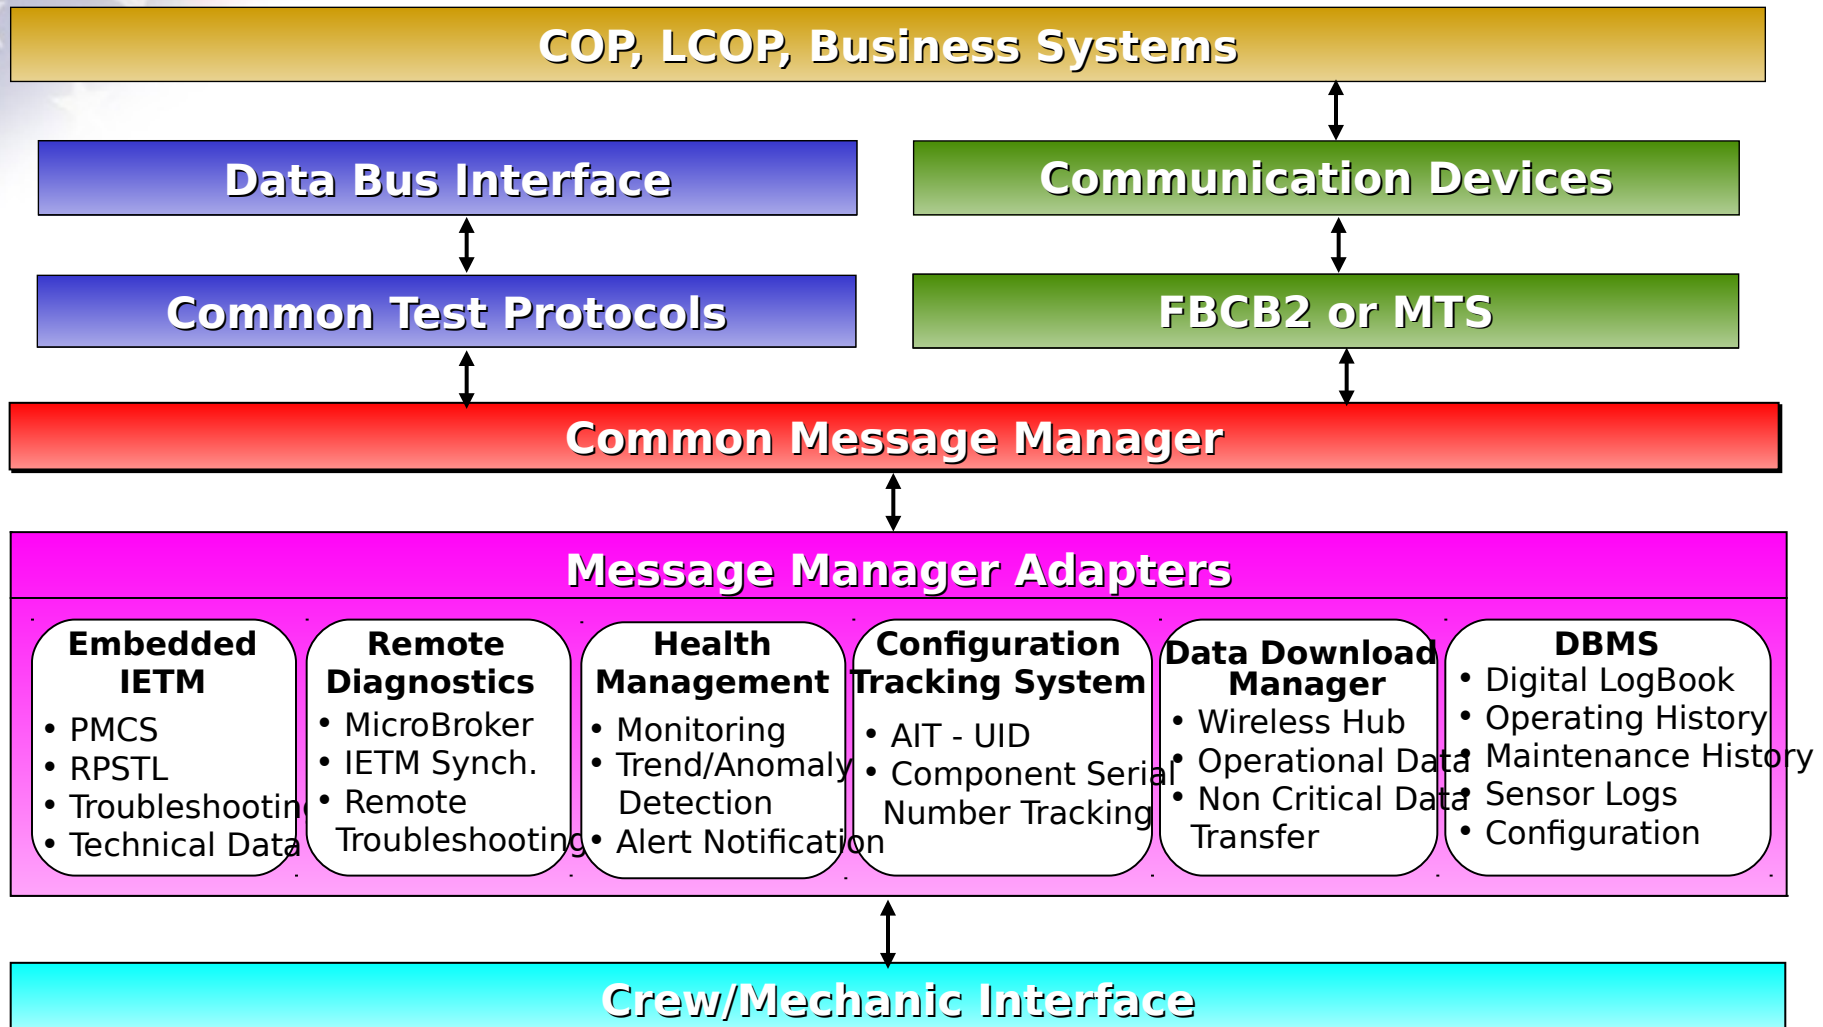 COP, LCOP, Business Systems
Data Bus Interface
Communication Devices
Common Test Protocols
FBCB2 or MTS
Common Message Manager
Message Manager Adapters
Embedded
IETM
• PMCS
• RPSTL
• Troubleshooting
• Technical Data
Remote
Diagnostics
• MicroBroker
• IETM Synch.
• Remote
Troubleshooting
Health
Management
• Monitoring
• Trend/Anomaly
Detection
• Alert Notification
Configuration
Tracking System
• AIT - UID
• Component Serial
Number Tracking
Data Download
Manager
• Wireless Hub
• Operational Data
• Non Critical Data
Transfer
DBMS
• Digital LogBook
• Operating History
• Maintenance History
• Sensor Logs
• Configuration
Crew/Mechanic Interface